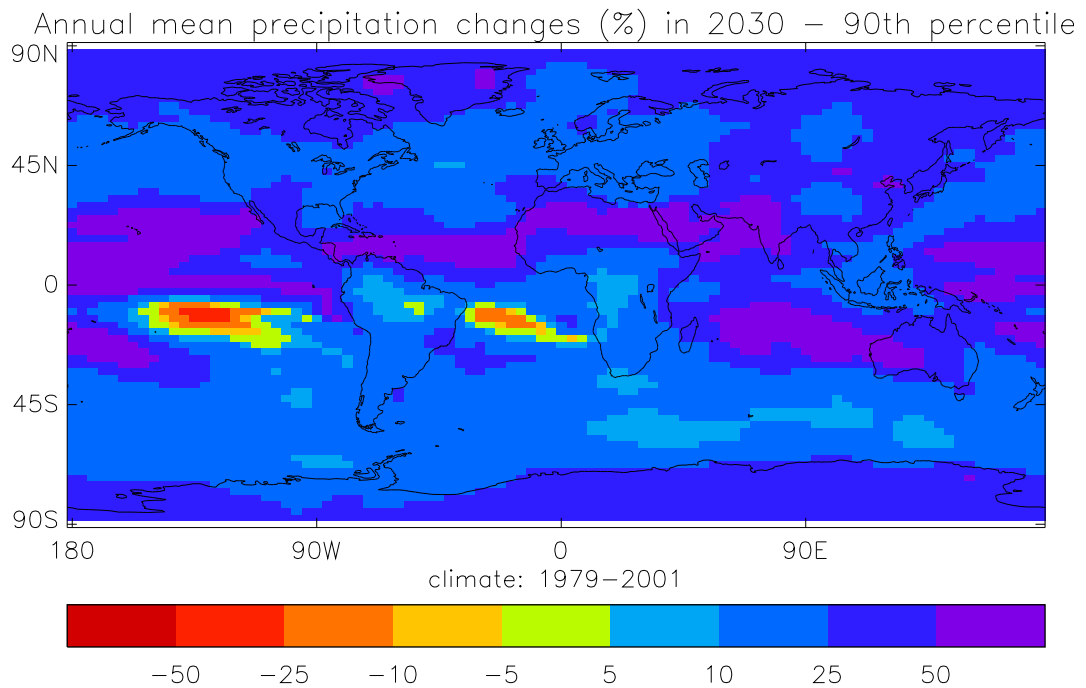 Annual mean precipitation changes (%) in 2030 − 90th percentile
90N
45N
0
45S
90S
180 90W 0 90E
climate: 1979−2001
−50 −25 −10 −5 5 10 25 50